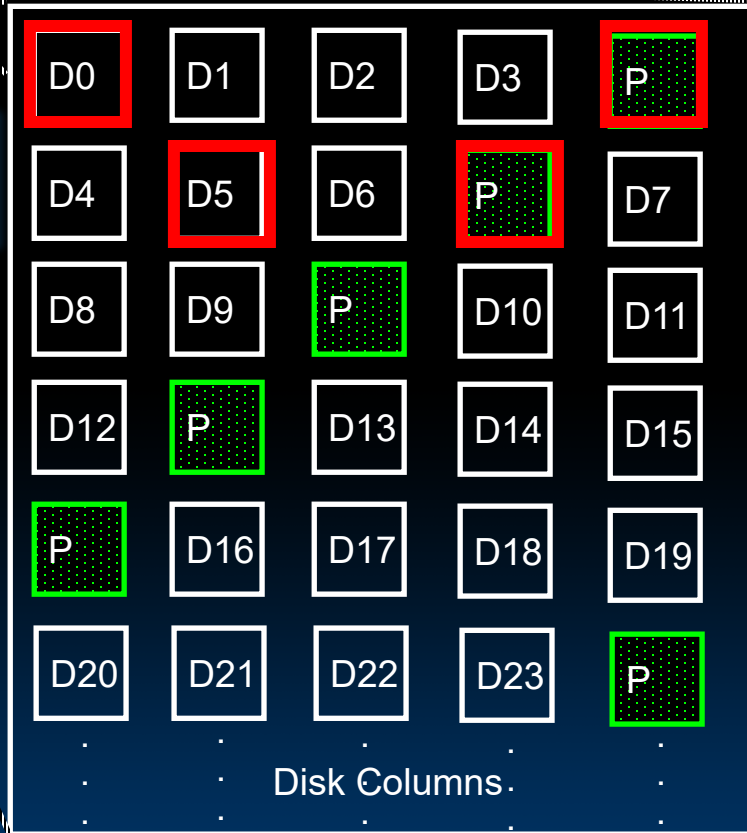 D0 D1 D2 D3 P
D4 D5 D6 P D7
D8 D9 P D10 D11
D12 P D13 D14 D15
P D16 D17 D18 D19
D20 D21 D22 D23 P
Disk Columns